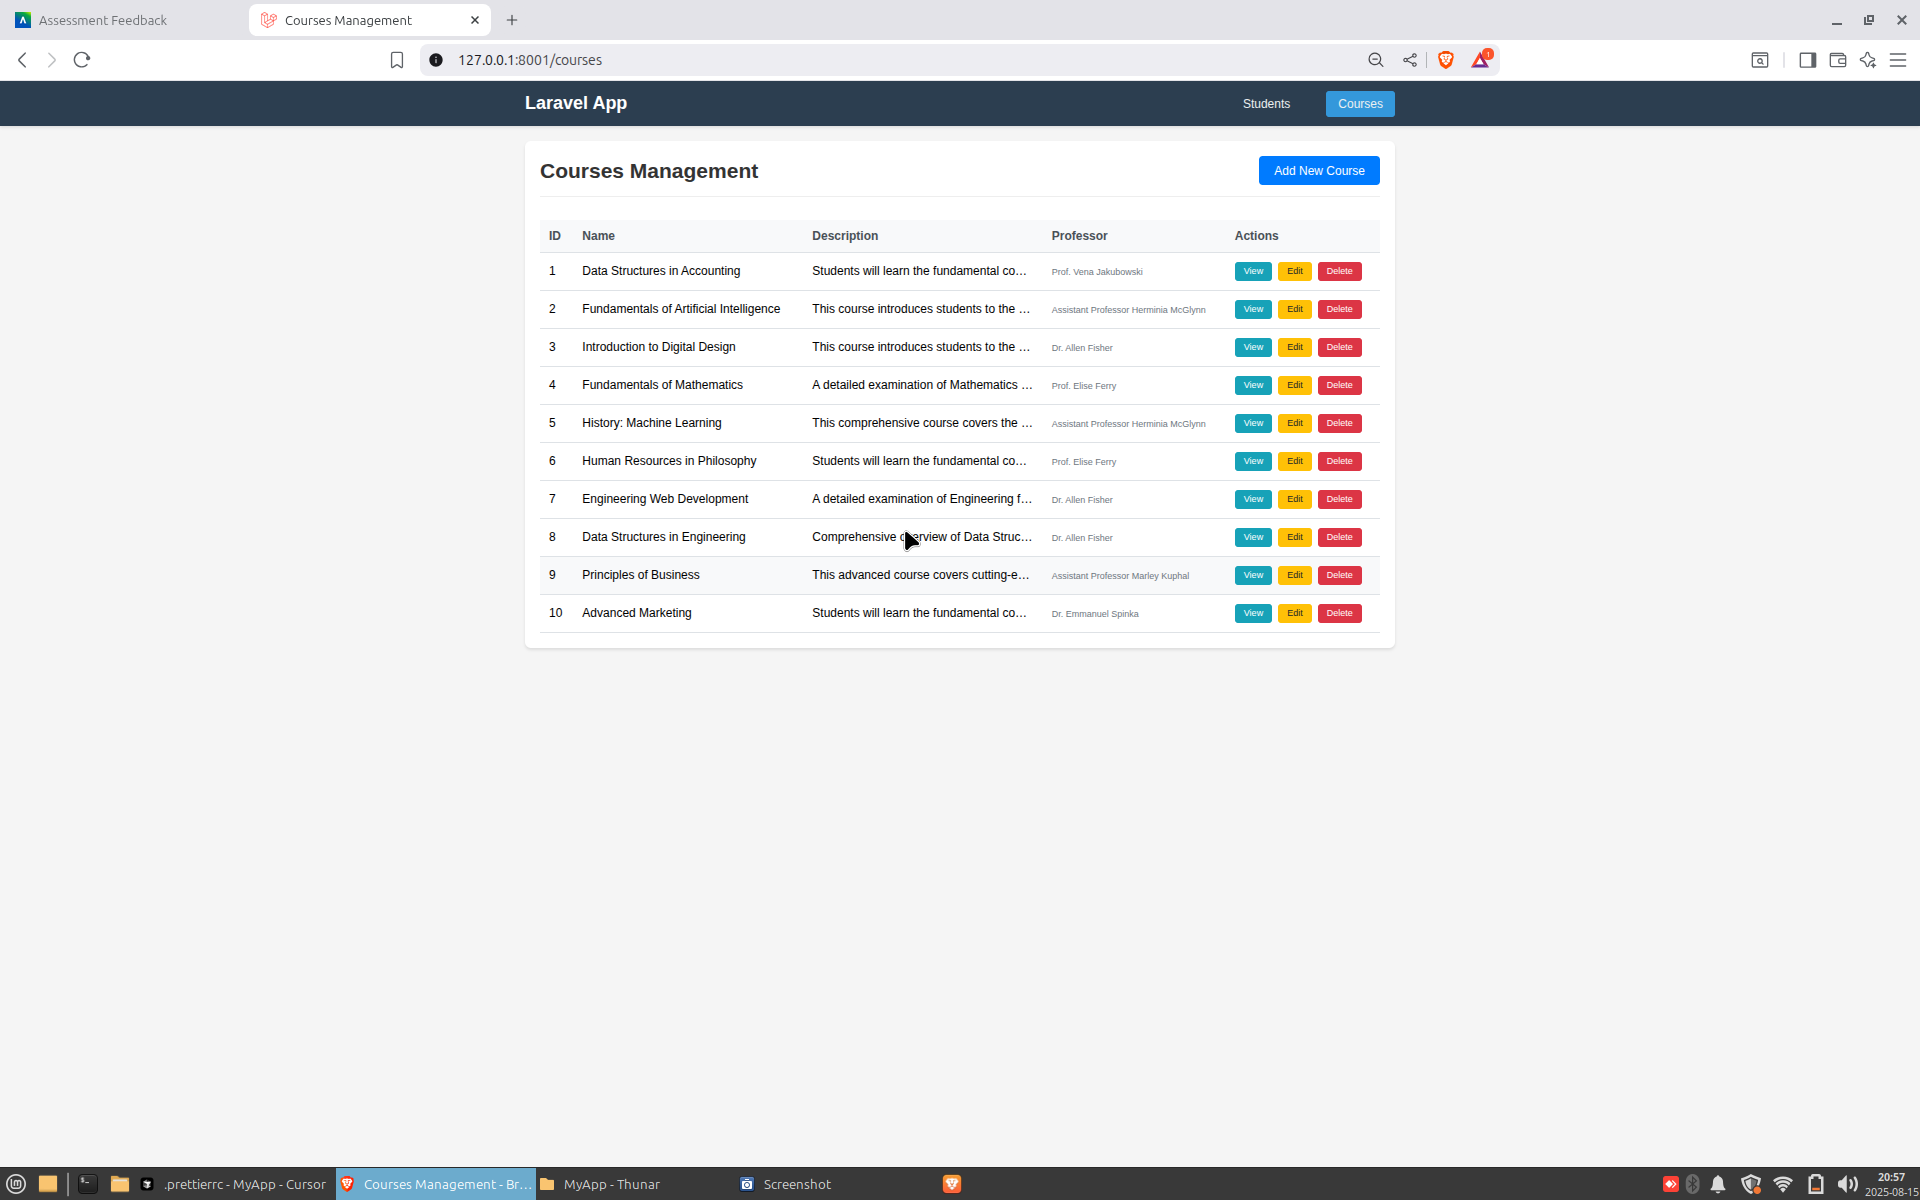 Assessment Feedback
Courses Management
127.0.0.1:8001/courses
1
Laravel App
Students
Courses
Courses Management
Add New Course
ID Name Description Professor Actions
1 Data Structures in Accounting Students will learn the fundamental co... Prof. Vena Jakubowski View Edit Delete
2 Fundamentals of Artificial Intelligence This course introduces students to the ... Assistant Professor Herminia McGlynn View Edit Delete
3 Introduction to Digital Design This course introduces students to the ... Dr. Allen Fisher View Edit Delete
4 Fundamentals of Mathematics A detailed examination of Mathematics ... Prof. Elise Ferry View Edit Delete
5 History: Machine Learning This comprehensive course covers the ... Assistant Professor Herminia McGlynn View Edit Delete
6 Human Resources in Philosophy Students will learn the fundamental co... Prof. Elise Ferry View Edit Delete
7 Engineering Web Development A detailed examination of Engineering f... Dr. Allen Fisher View Edit Delete
8 Data Structures in Engineering Comprehensive overview of Data Struc... Dr. Allen Fisher View Edit Delete
9 Principles of Business This advanced course covers cutting-e... Assistant Professor Marley Kuphal View Edit Delete
10 Advanced Marketing Students will learn the fundamental co... Dr. Emmanuel Spinka View Edit Delete
.prettierrc - MyApp - Cursor
Courses Management - Br...
MyApp - Thunar
Screenshot
20:57
2025-08-15